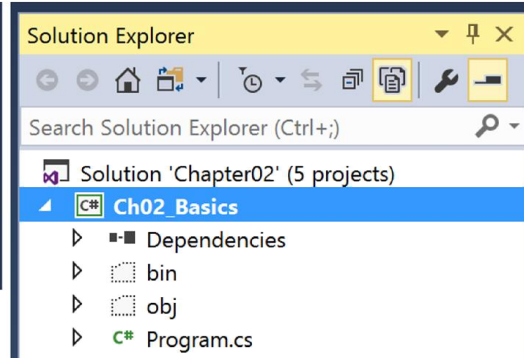 Solution Explorer
Search Solution Explorer (Ctrl+;)
Solution 'Chapter02' (5 projects)
C# Ch02_Basics
Dependencies
bin
obj
C# Program.cs